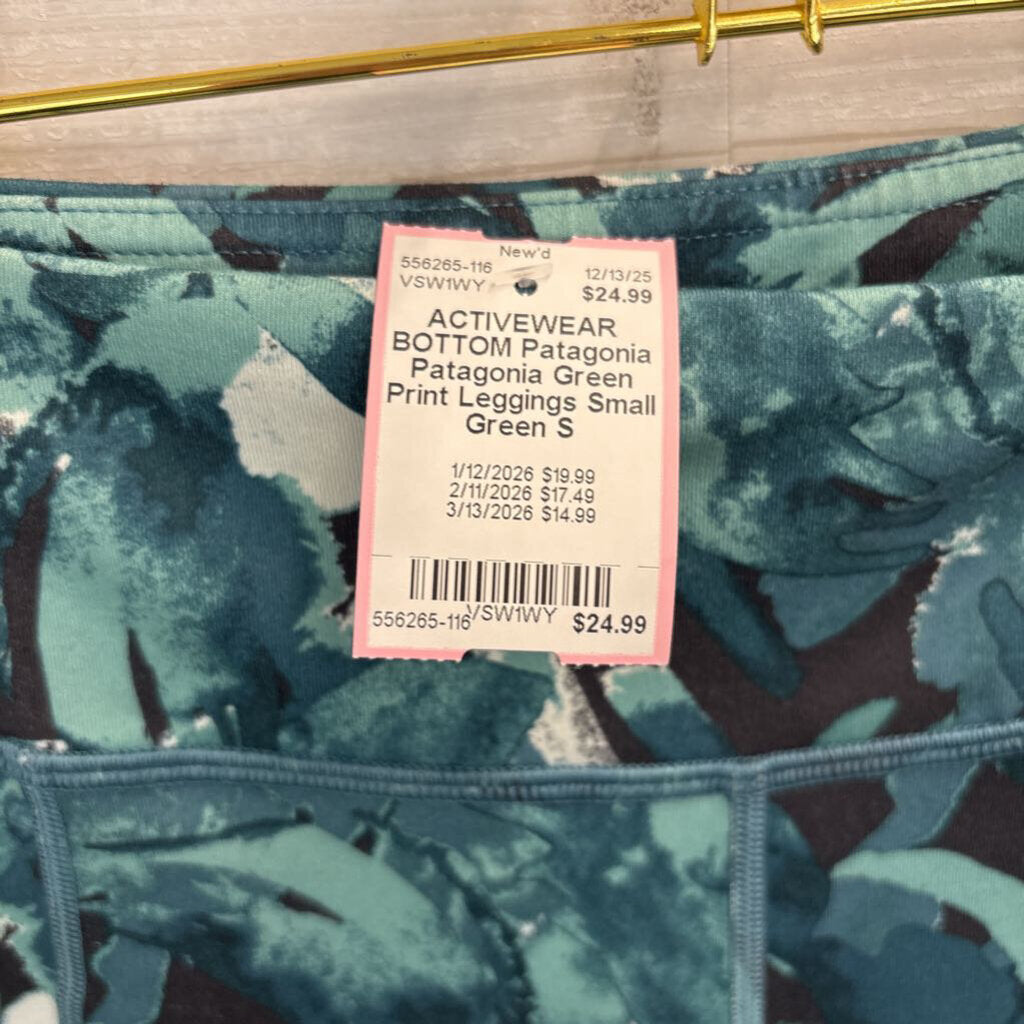 New'd
556265-116 12/13/25
VSW1WY $24.99
ACTIVEWEAR
BOTTOM Patagonia
Patagonia Green
Print Leggings Small
Green S
1/12/2026 $19.99
2/11/2026 $17.49
3/13/2026 $14.99
556265-116 VSW1WY $24.99